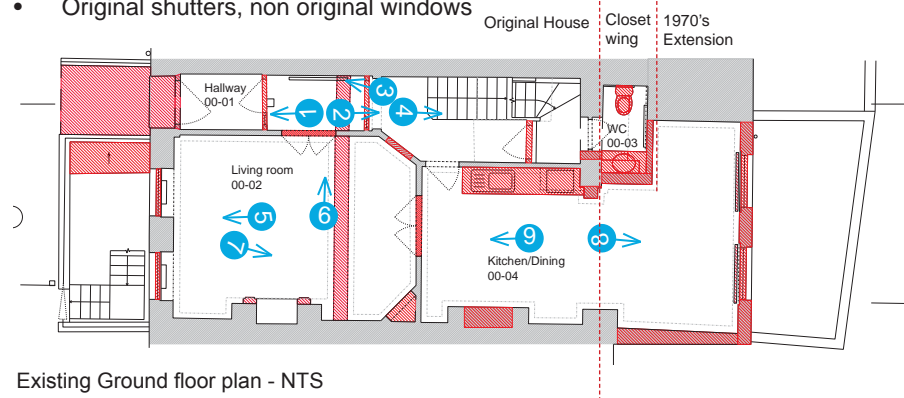 • Original shutters, non original windows
Original House
Closet wing
1970's Extension
Hallway
00-01
1
2
3
4
WC
00-03
Living room
00-02
5
6
7
9
8
Kitchen/Dining
00-04
Existing Ground floor plan - NTS